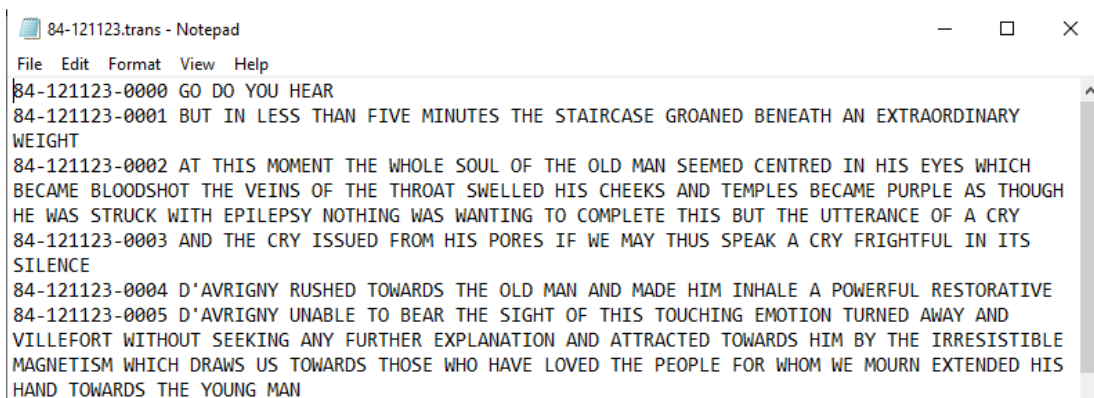 84-121123.trans - Notepad
File Edit Format View Help
84-121123-0000 GO DO YOU HEAR
84-121123-0001 BUT IN LESS THAN FIVE MINUTES THE STAIRCASE GROANED BENEATH AN EXTRAORDINARY
WEIGHT
84-121123-0002 AT THIS MOMENT THE WHOLE SOUL OF THE OLD MAN SEEMED CENTRED IN HIS EYES WHICH
BECAME BLOODSHOT THE VEINS OF THE THROAT SWELLED HIS CHEEKS AND TEMPLES BECAME PURPLE AS THOUGH
HE WAS STRUCK WITH EPILEPSY NOTHING WAS WANTING TO COMPLETE THIS BUT THE UTTERANCE OF A CRY
84-121123-0003 AND THE CRY ISSUED FROM HIS PORES IF WE MAY THUS SPEAK A CRY FRIGHTFUL IN ITS
SILENCE
84-121123-0004 D'AVRIGNY RUSHED TOWARDS THE OLD MAN AND MADE HIM INHALE A POWERFUL RESTORATIVE
84-121123-0005 D'AVRIGNY UNABLE TO BEAR THE SIGHT OF THIS TOUCHING EMOTION TURNED AWAY AND
VILLEFORT WITHOUT SEEKING ANY FURTHER EXPLANATION AND ATTRACTED TOWARDS HIM BY THE IRRESISTIBLE
MAGNETISM WHICH DRAWS US TOWARDS THOSE WHO HAVE LOVED THE PEOPLE FOR WHOM WE MOURN EXTENDED HIS
HAND TOWARDS THE YOUNG MAN